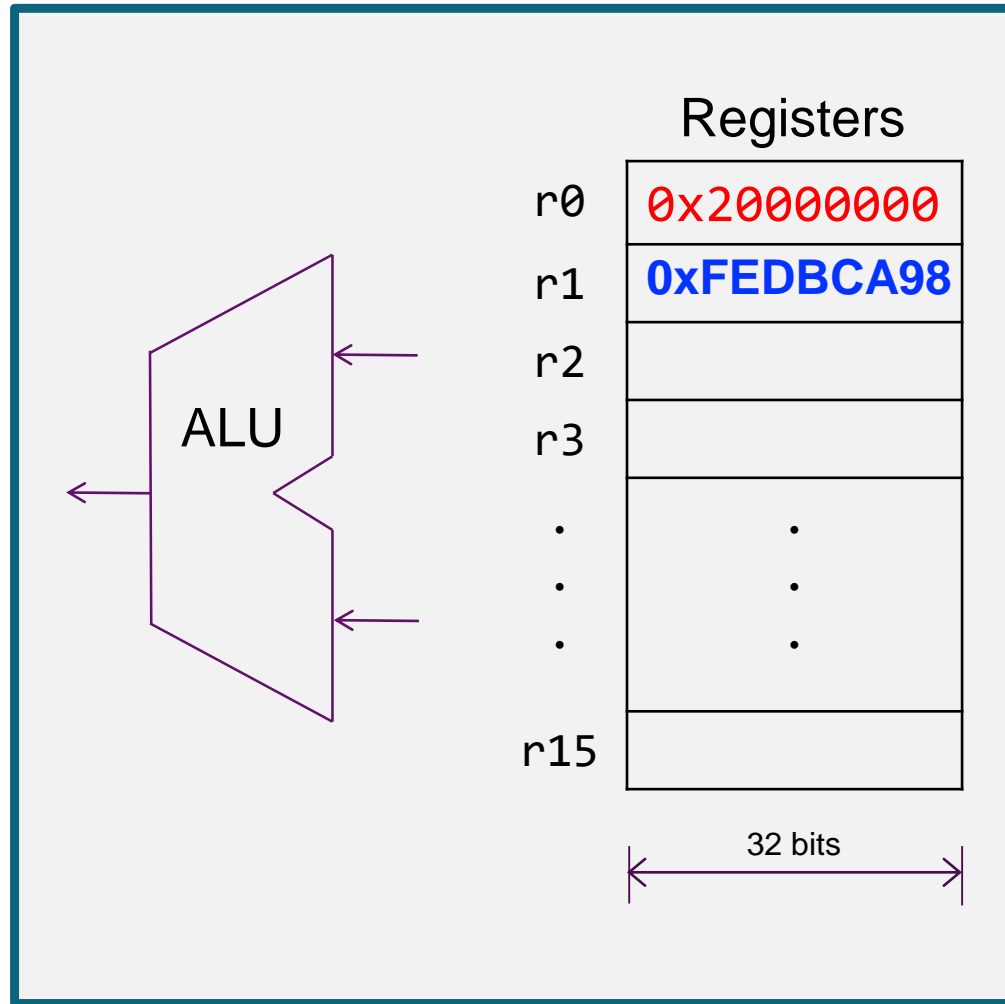 Registers
r0 0x20000000
r1 0xFEDBCA98
r2
ALU
r3
.
.
.
.
.
.
r15
32 bits